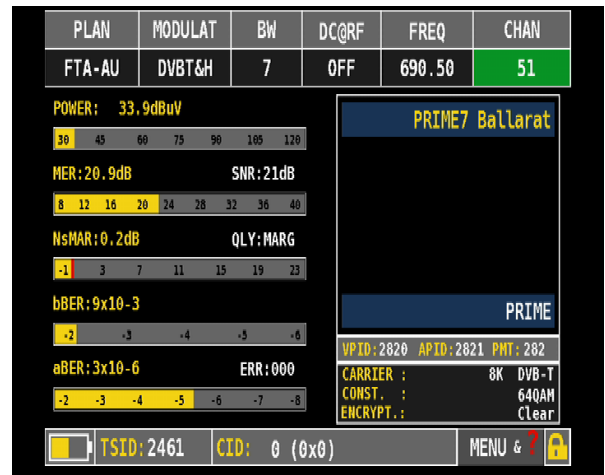 PLAN MODULAT BW DC@RF FREQ CHAN
FTA-AU DVBT&H 7 OFF 690.50 51
POWER: 33.9dBuV
30 45 60 75 90 105 120
MER:20.9dB SNR:21dB
8 12 16 20 24 28 32 36 40
NsMAR:0.2dB QLY:MARG
-1 3 7 11 15 19 23
bBER:9x10-3
-2 -3 -4 -5 -6
aBER:3x10-6 ERR:000
-2 -3 -4 -5 -6 -7 -8
PRIME7 Ballarat
PRIME
VPID:2820 APID:2821 PMT:282
CARRIER : 8K DVB-T
CONST. : 64QAM
ENCRYPT.: Clear
TSID:2461 CID: 0 (0x0) MENU & ?